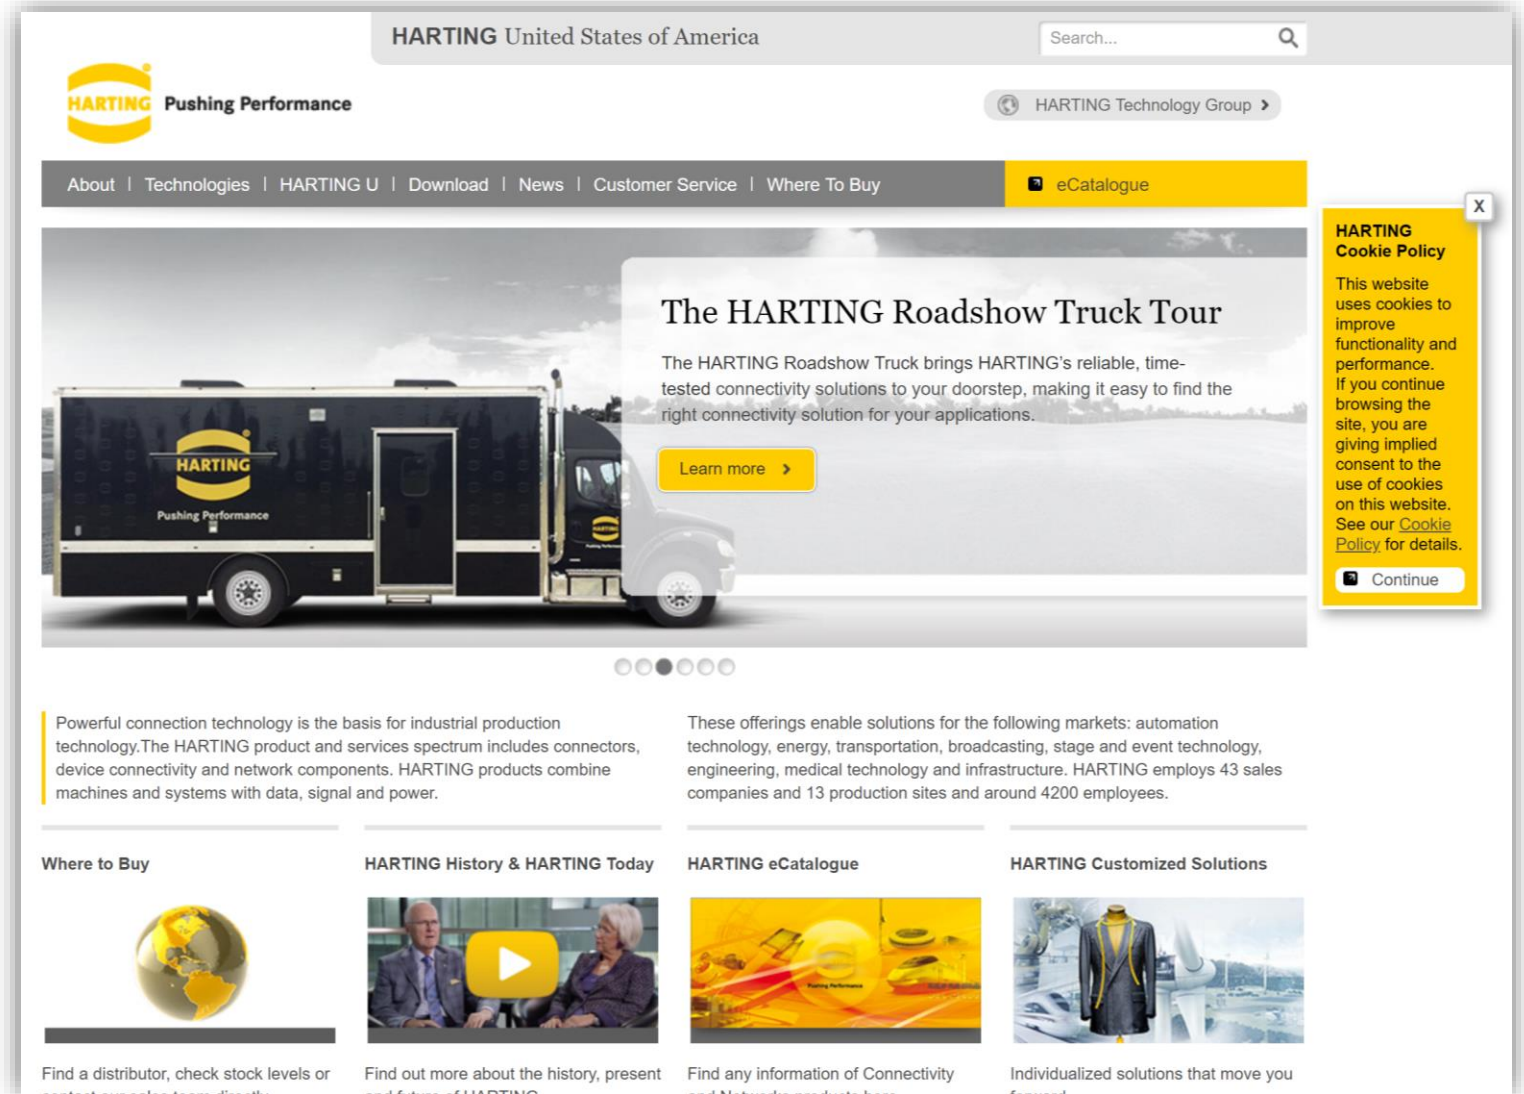 HARTING United States of America
Search...
HARTING
Pushing Performance
HARTING Technology Group
About | Technologies | HARTING U | Download | News | Customer Service | Where To Buy
eCatalogue
X
HARTING
Cookie Policy
This website
uses cookies to
improve
functionality and
performance.
If you continue
browsing the
site, you are
giving implied
consent to the
use of cookies
on this website.
See our Cookie
Policy for details.
Continue
The HARTING Roadshow Truck Tour
The HARTING Roadshow Truck brings HARTING's reliable, time-
tested connectivity solutions to your doorstep, making it easy to find the
right connectivity solution for your applications.
Learn more
HARTING
Pushing Performance
HARTING
Pushing Performance
Powerful connection technology is the basis for industrial production
technology.The HARTING product and services spectrum includes connectors,
device connectivity and network components. HARTING products combine
machines and systems with data, signal and power.
These offerings enable solutions for the following markets: automation
technology, energy, transportation, broadcasting, stage and event technology,
engineering, medical technology and infrastructure. HARTING employs 43 sales
companies and 13 production sites and around 4200 employees.
Where to Buy
HARTING History & HARTING Today
HARTING eCatalogue
HARTING Customized Solutions
Pushing Performance
Find a distributor, check stock levels or
Find out more about the history, present
Find any information of Connectivity
Individualized solutions that move you